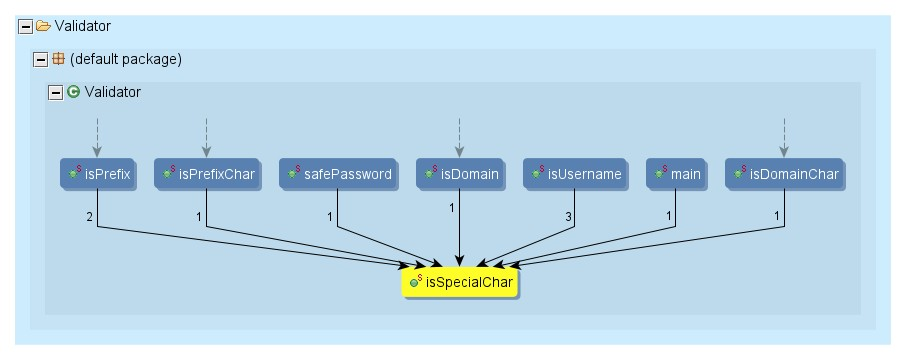 Validator
(default package)
Validator
isPrefix isPrefixChar safePassword isDomain isUsername main isDomainChar
2 1 1 1 3 1 1
isSpecialChar